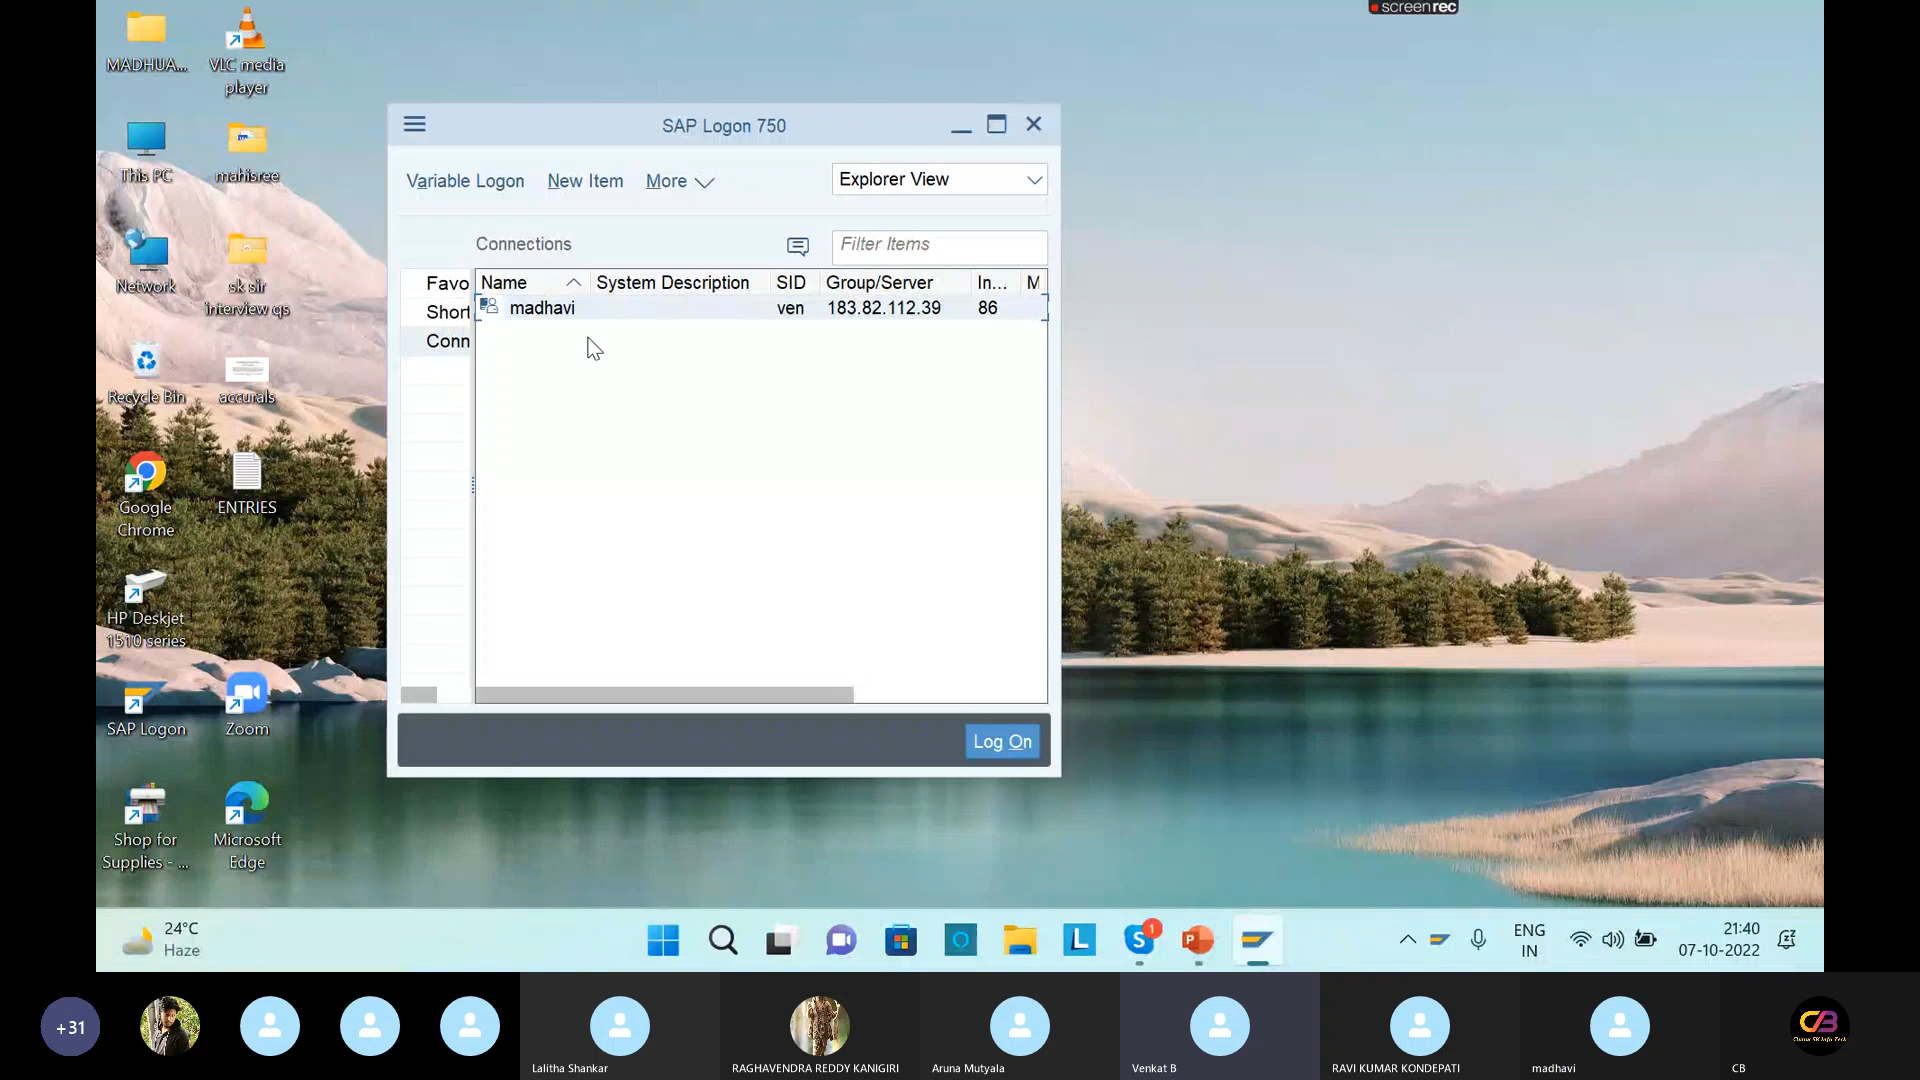 screenrec
MADHUA...
VLC media
player
This PC
mahisree
Network
sk sir
interview qs
Recycle Bin
accurals
Google
Chrome
ENTRIES
HP Deskjet
1510 series
SAP Logon
Zoom
Shop for
Supplies - ...
Microsoft
Edge
SAP Logon 750
Variable Logon New Item More
Explorer View
Connections
Filter Items
Favo
Short
Conn
Name System Description SID Group/Server In... M
madhavi ven 183.82.112.39 86
Log On
24°C
Haze
1
ENG
IN
21:40
07-10-2022
+31
Lalitha Shankar
RAGHAVENDRA REDDY KANIGIRI
Aruna Mutyala
Venkat B
RAVI KUMAR KONDEPATI
madhavi
CB